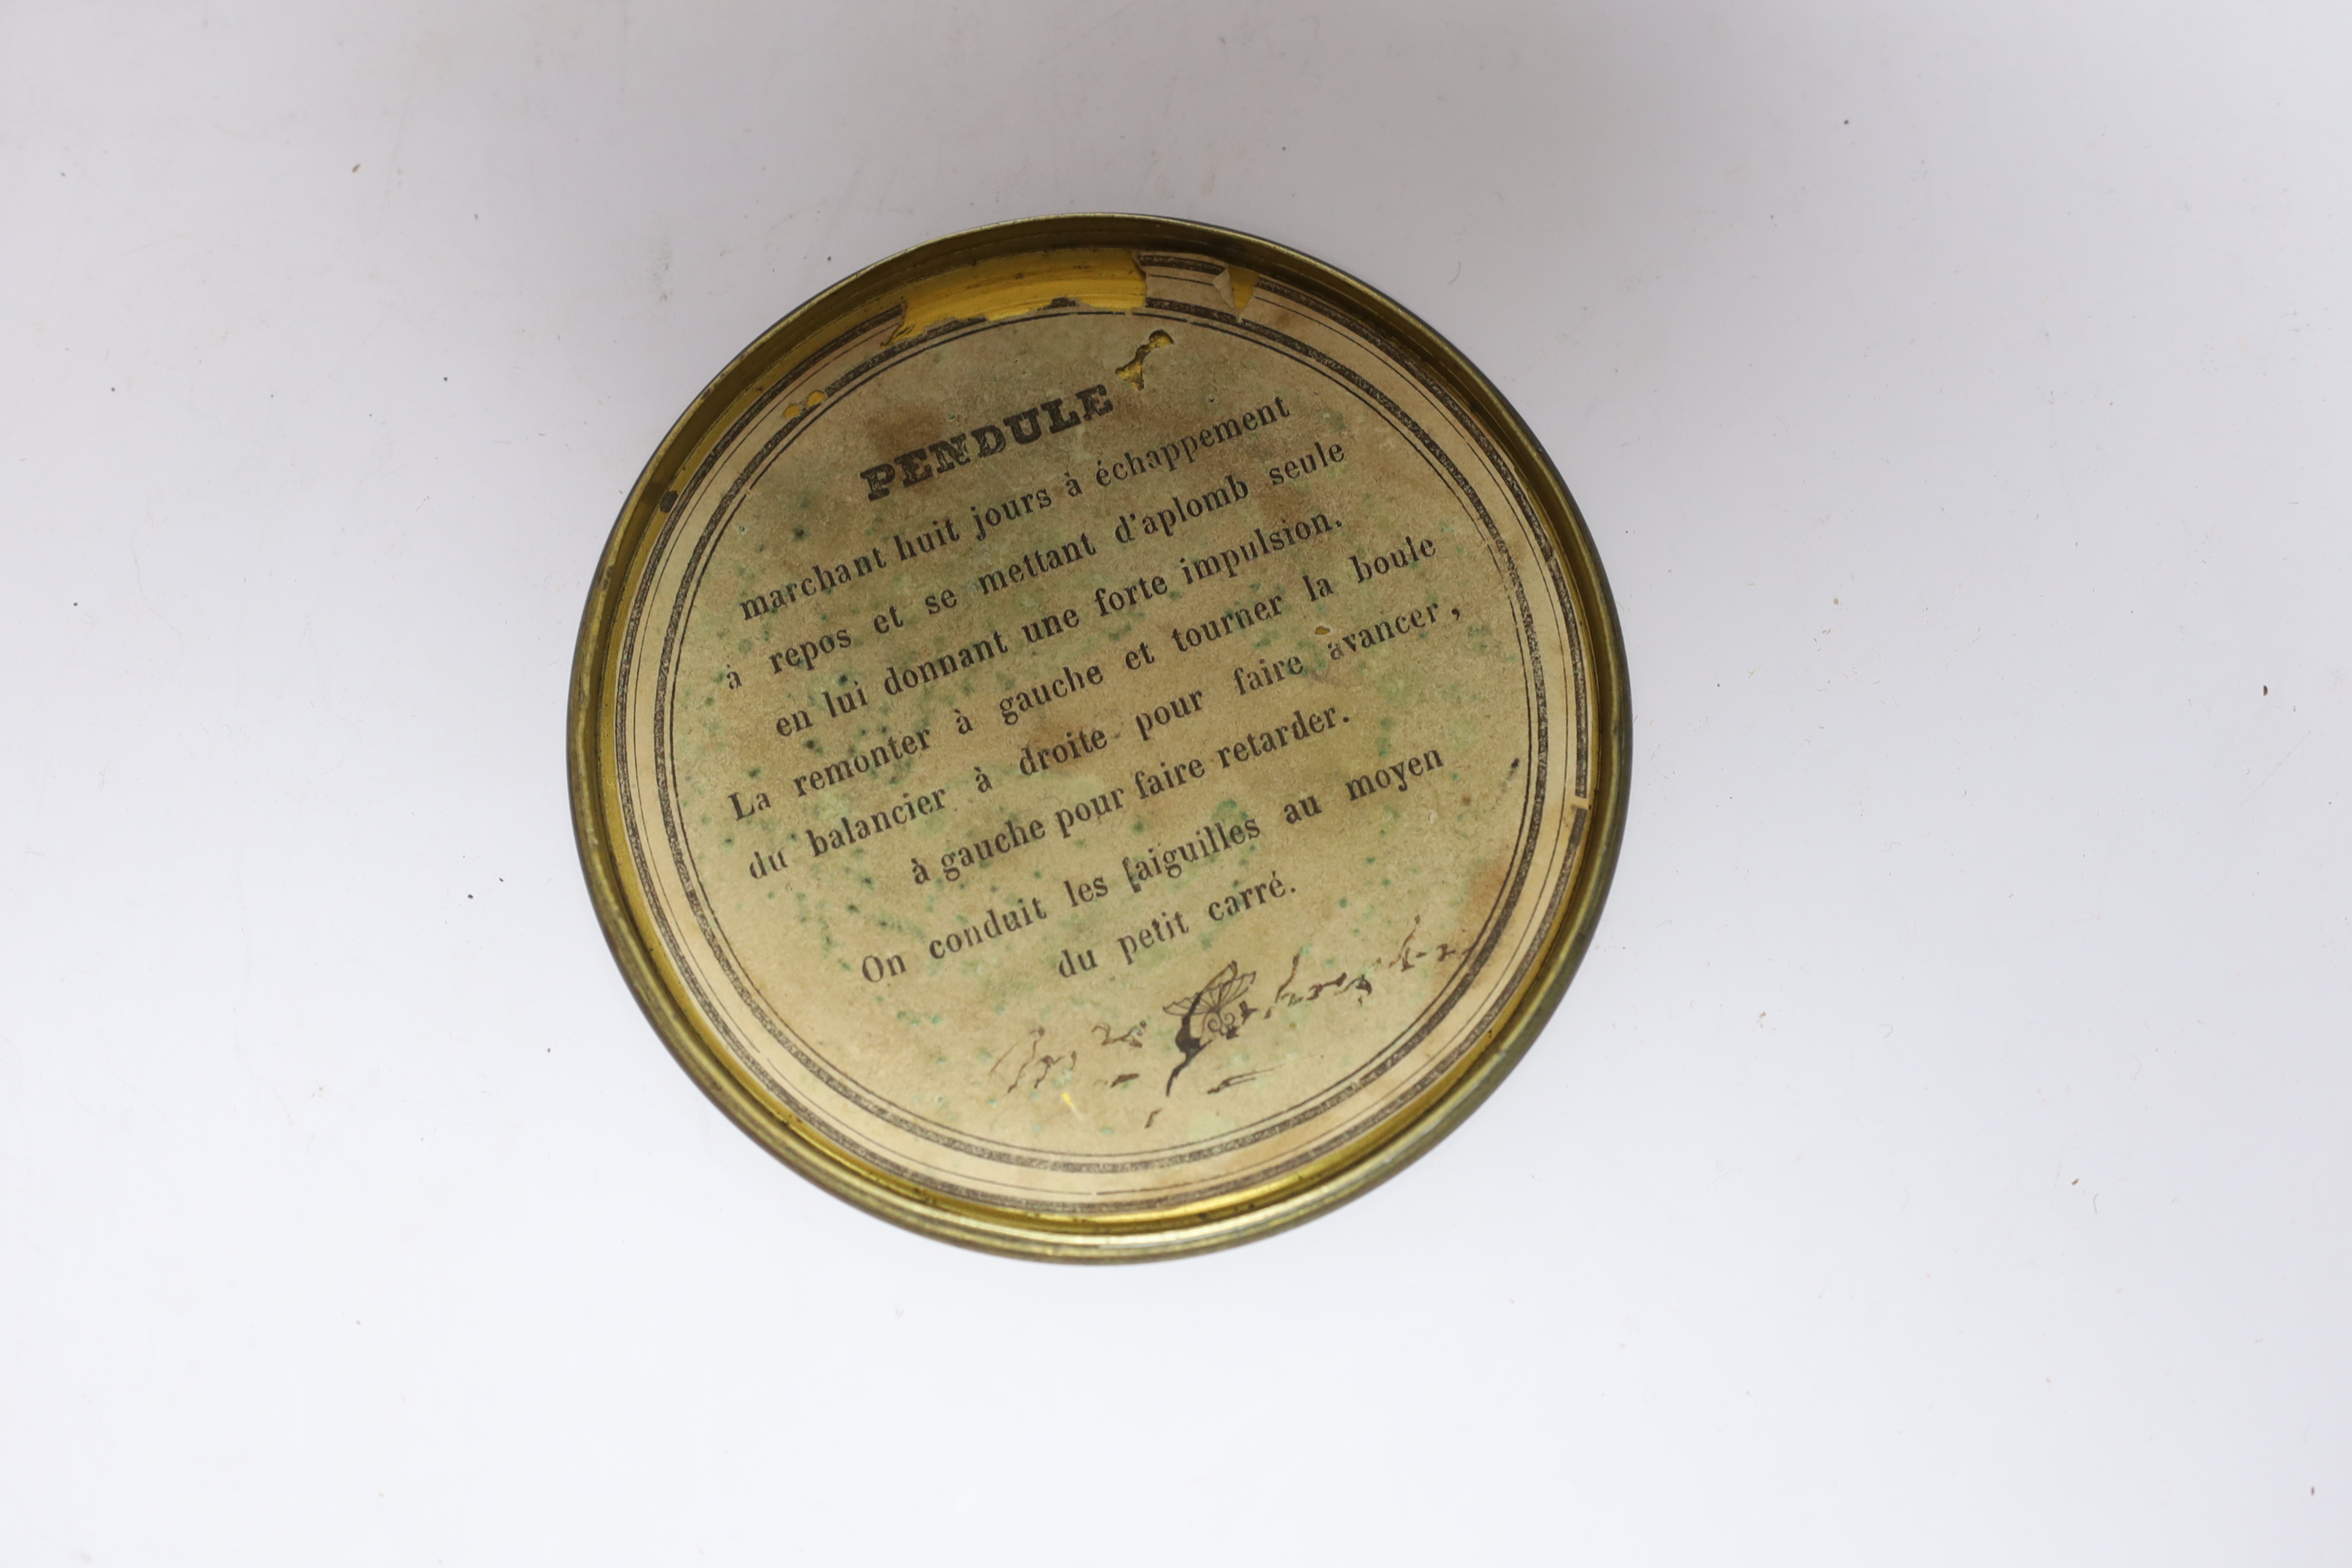 PENDULE
marchant huit jours à échappement
à repos et se mettant d'aplomb seule
en lui donnant une forte impulsion.
La remonter à gauche et tourner la boule
du balancier à droite pour faire avancer,
à gauche pour faire retarder.
On conduit les aiguilles au moyen
du petit carré.